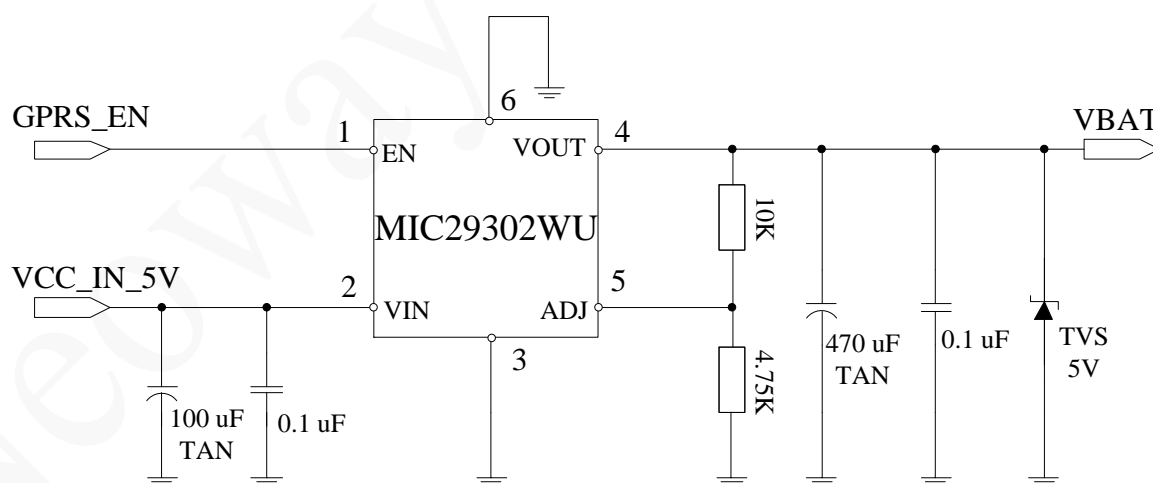 6
GPRS_EN
1
EN
VOUT
4
VBAT
MIC29302WU
10K
VCC_IN_5V
2
VIN
ADJ
5
3
4.75K
100 uF
TAN
0.1 uF
470 uF
TAN
0.1 uF
TVS
5V
eoway